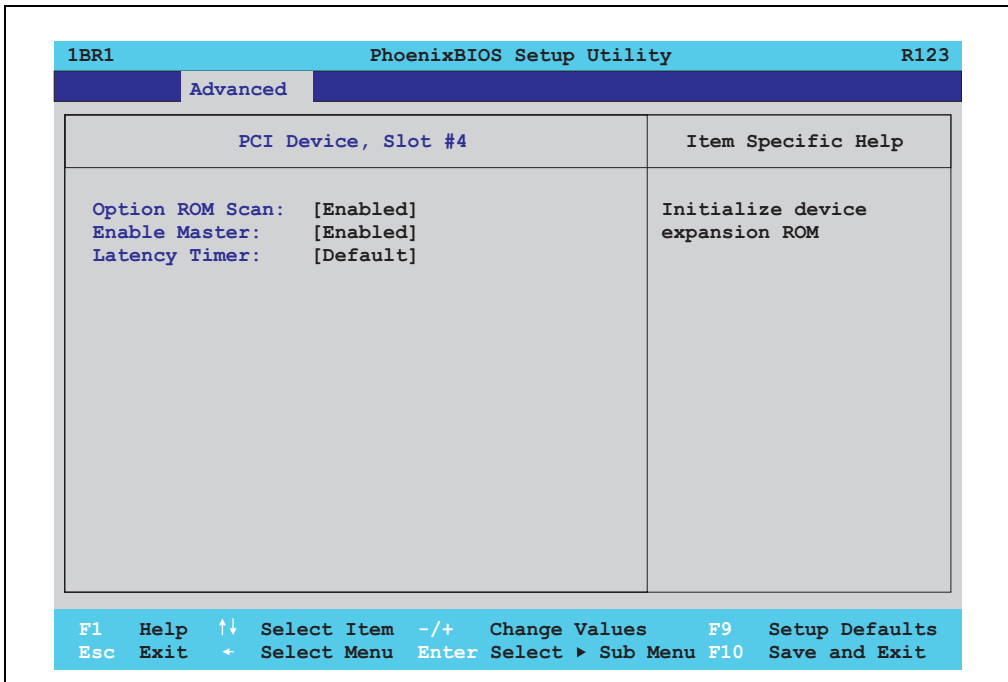 1BR1 PhoenixBIOS Setup Utility R123
Advanced
PCI Device, Slot #4
Item Specific Help
Option ROM Scan: [Enabled]
Enable Master: [Enabled]
Latency Timer: [Default]
Initialize device
expansion ROM
F1 Help ↑↓ Select Item -/+ Change Values F9 Setup Defaults
Esc Exit ← Select Menu Enter Select ▶ Sub Menu F10 Save and Exit